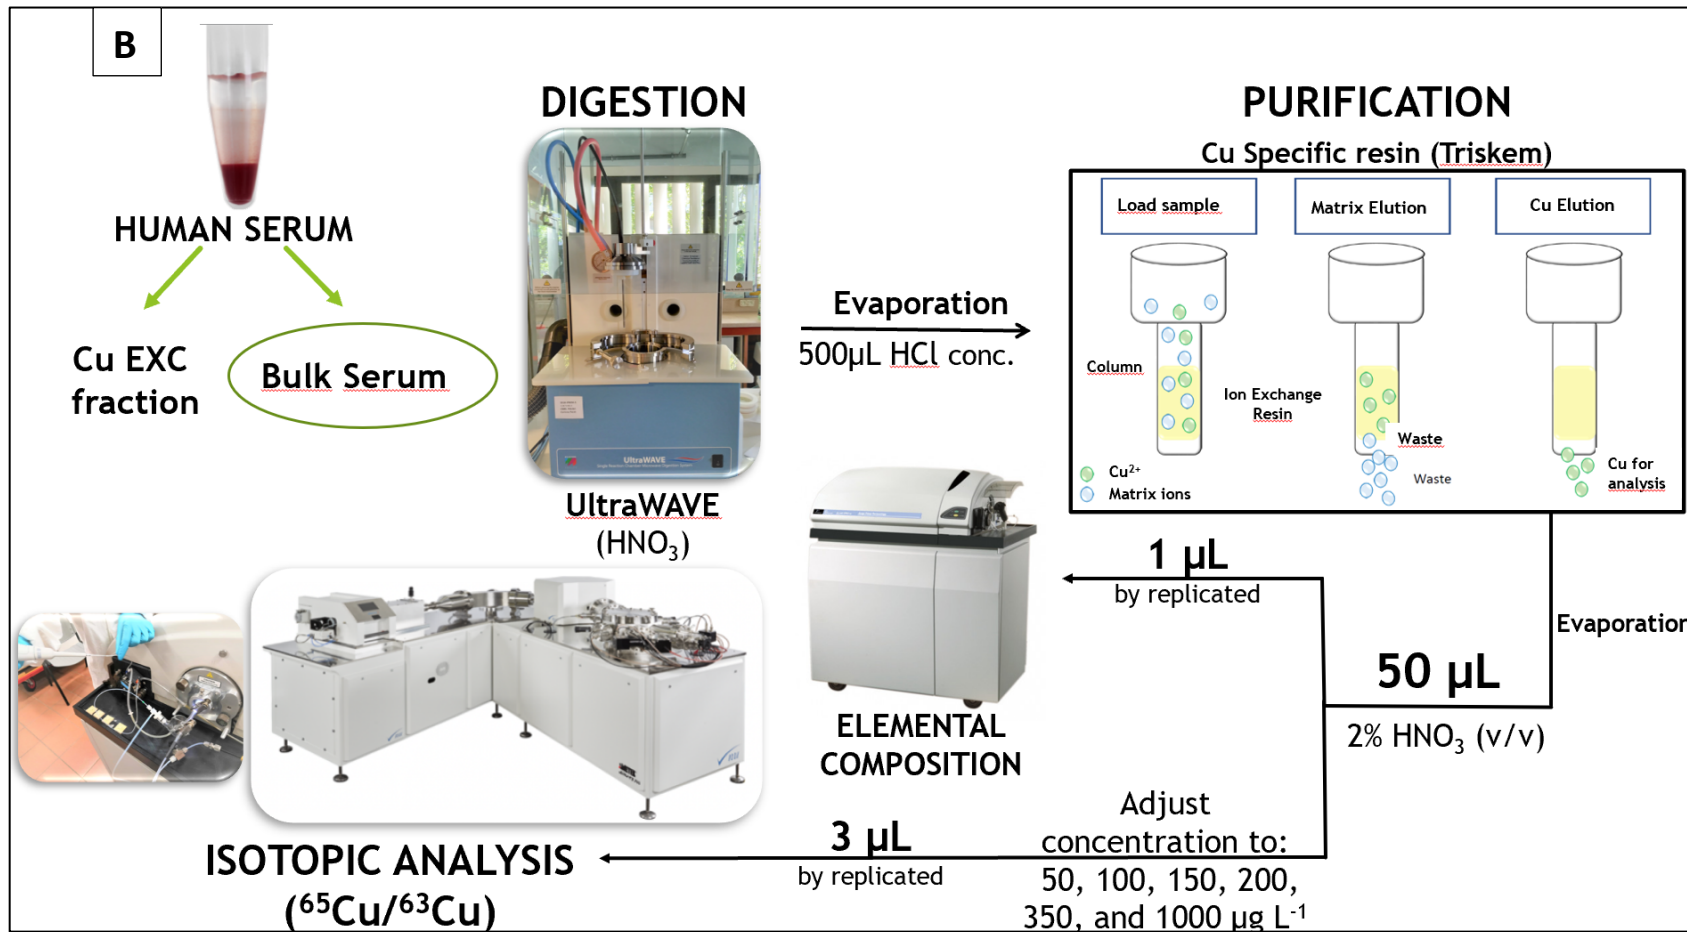 B
HUMAN SERUM
Cu EXC
fraction
Bulk Serum
DIGESTION
UltraWAVE
UltraWAVE
(HNO₃)
Evaporation
500µL HCl conc.
PURIFICATION
Cu Specific resin (Triskem)
Load sample
Matrix Elution
Cu Elution
Column
Ion Exchange
Resin
Waste
Waste
Cu²⁺
Matrix ions
Cu for
analysis
Evaporation
50 µL
2% HNO₃ (v/v)
1 µL
by replicated
ELEMENTAL
COMPOSITION
Adjust
concentration to:
50, 100, 150, 200,
350, and 1000 µg L⁻¹
3 µL
by replicated
ISOTOPIC ANALYSIS
(⁶⁵Cu/⁶³Cu)